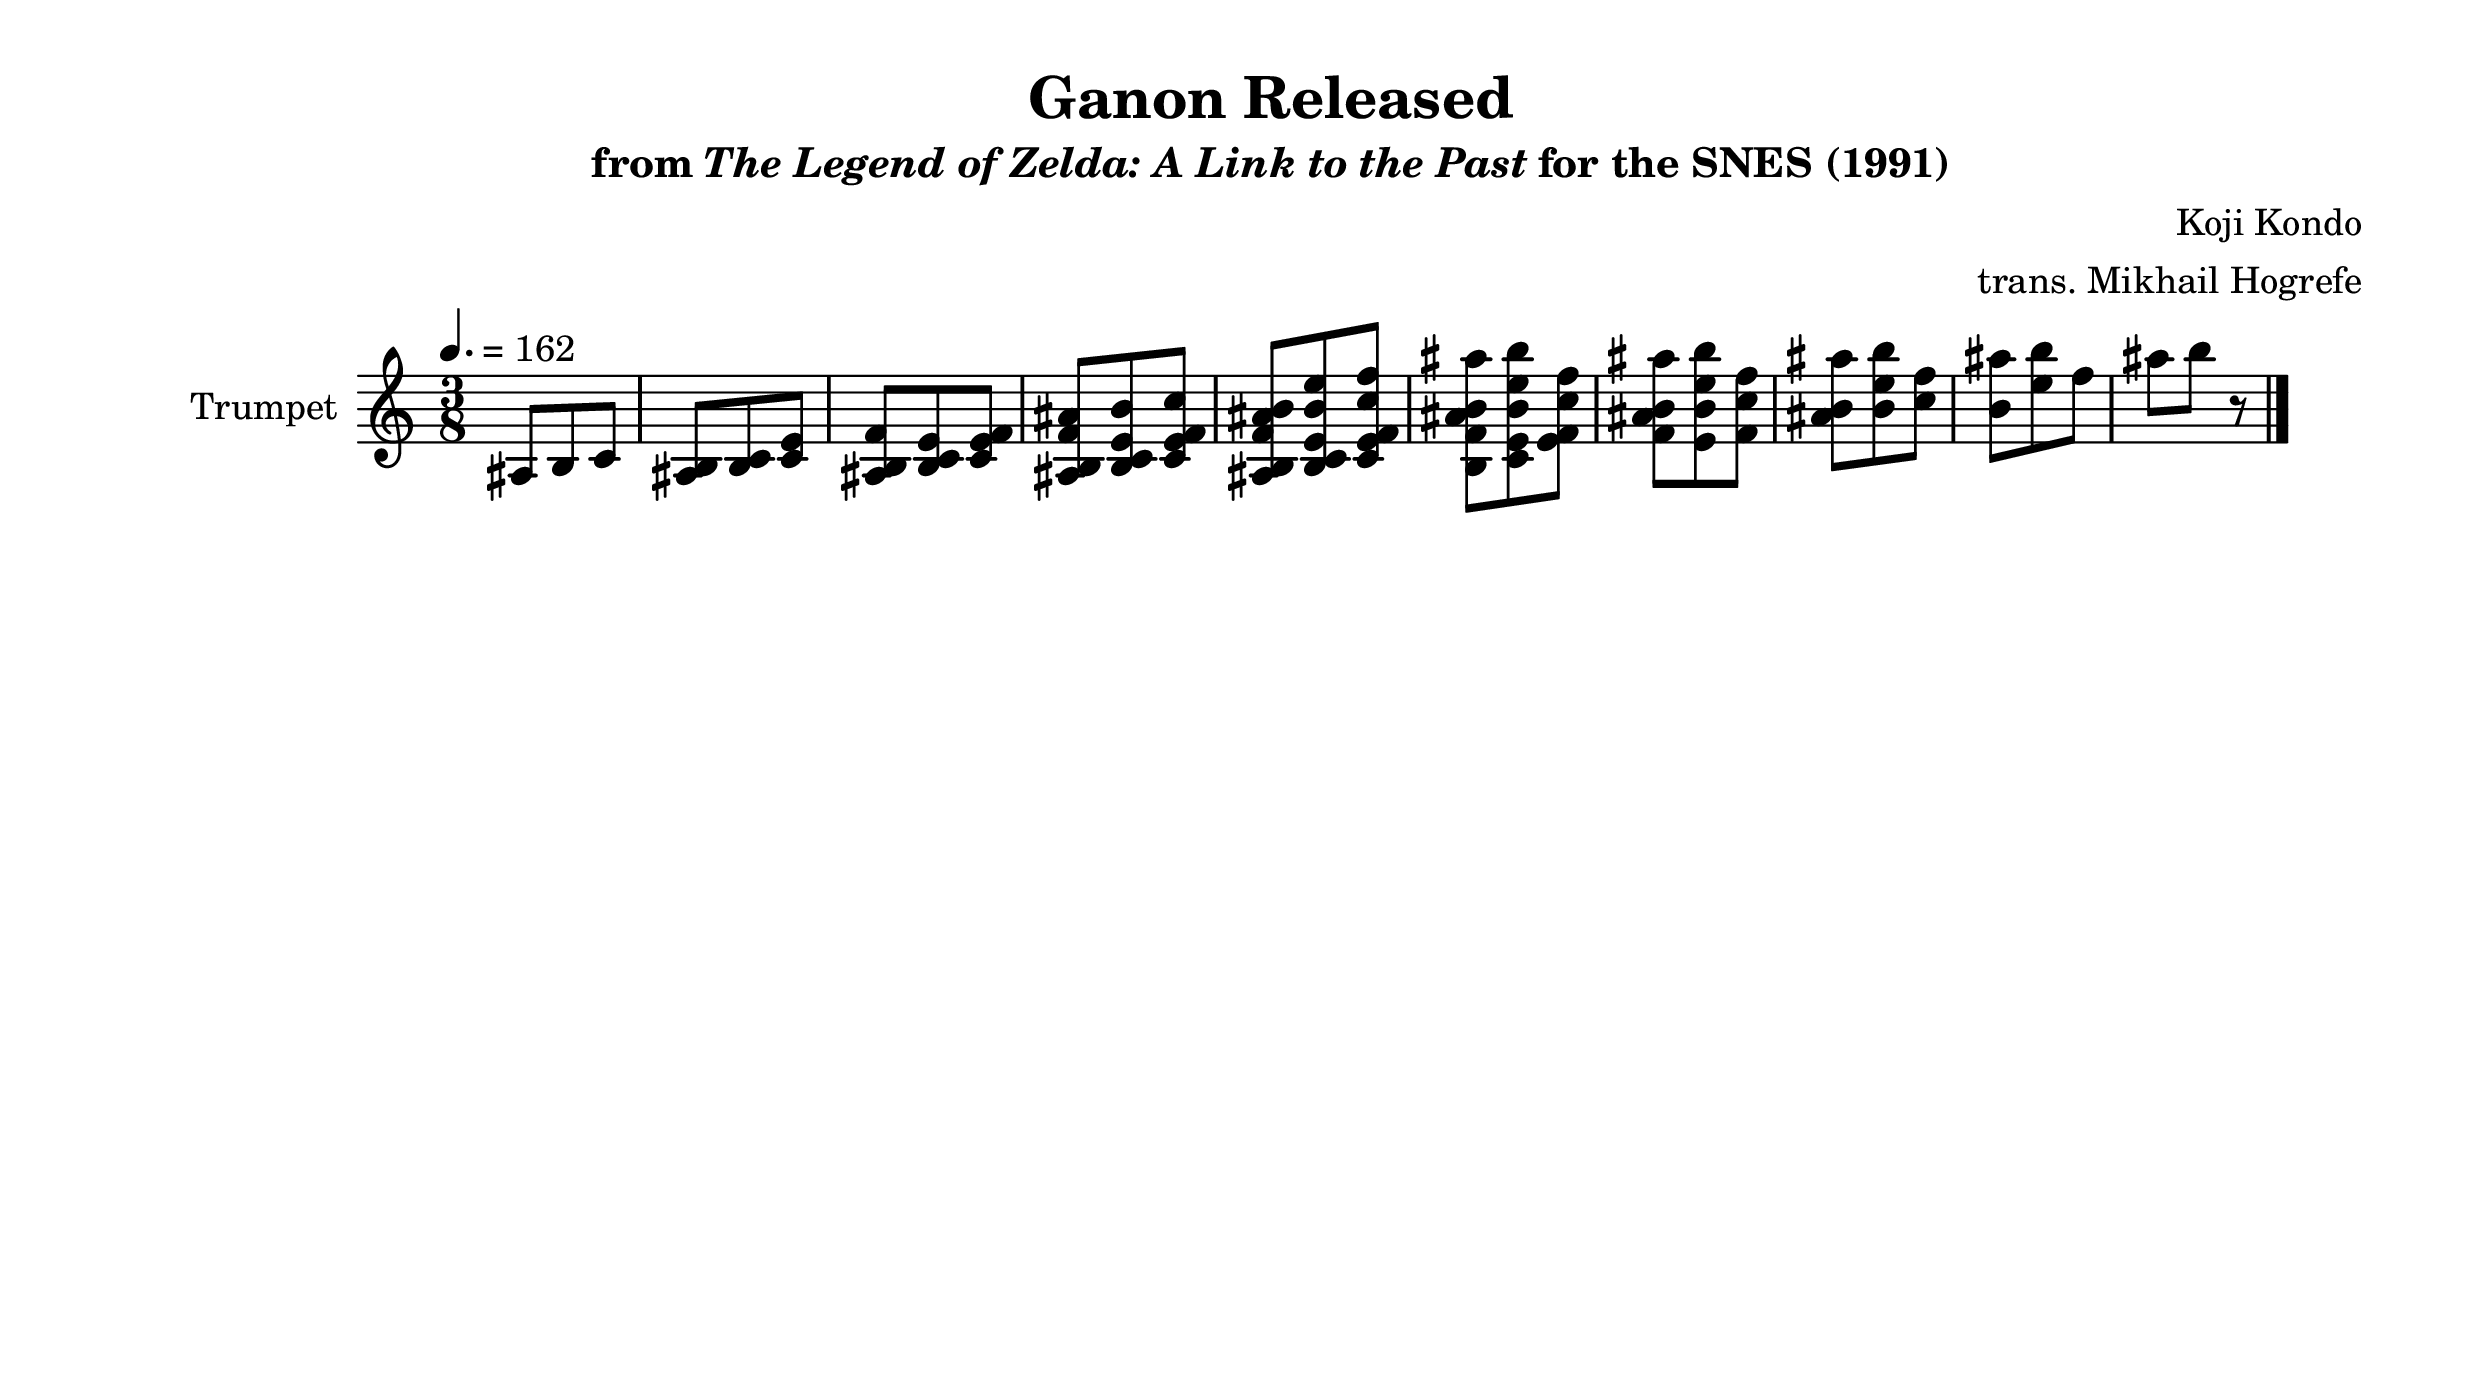 Ganon Released
from The Legend of Zelda: A Link to the Past for the SNES (1991)
Koji Kondo
trans. Mikhail Hogrefe
= 162
Trumpet
3
8